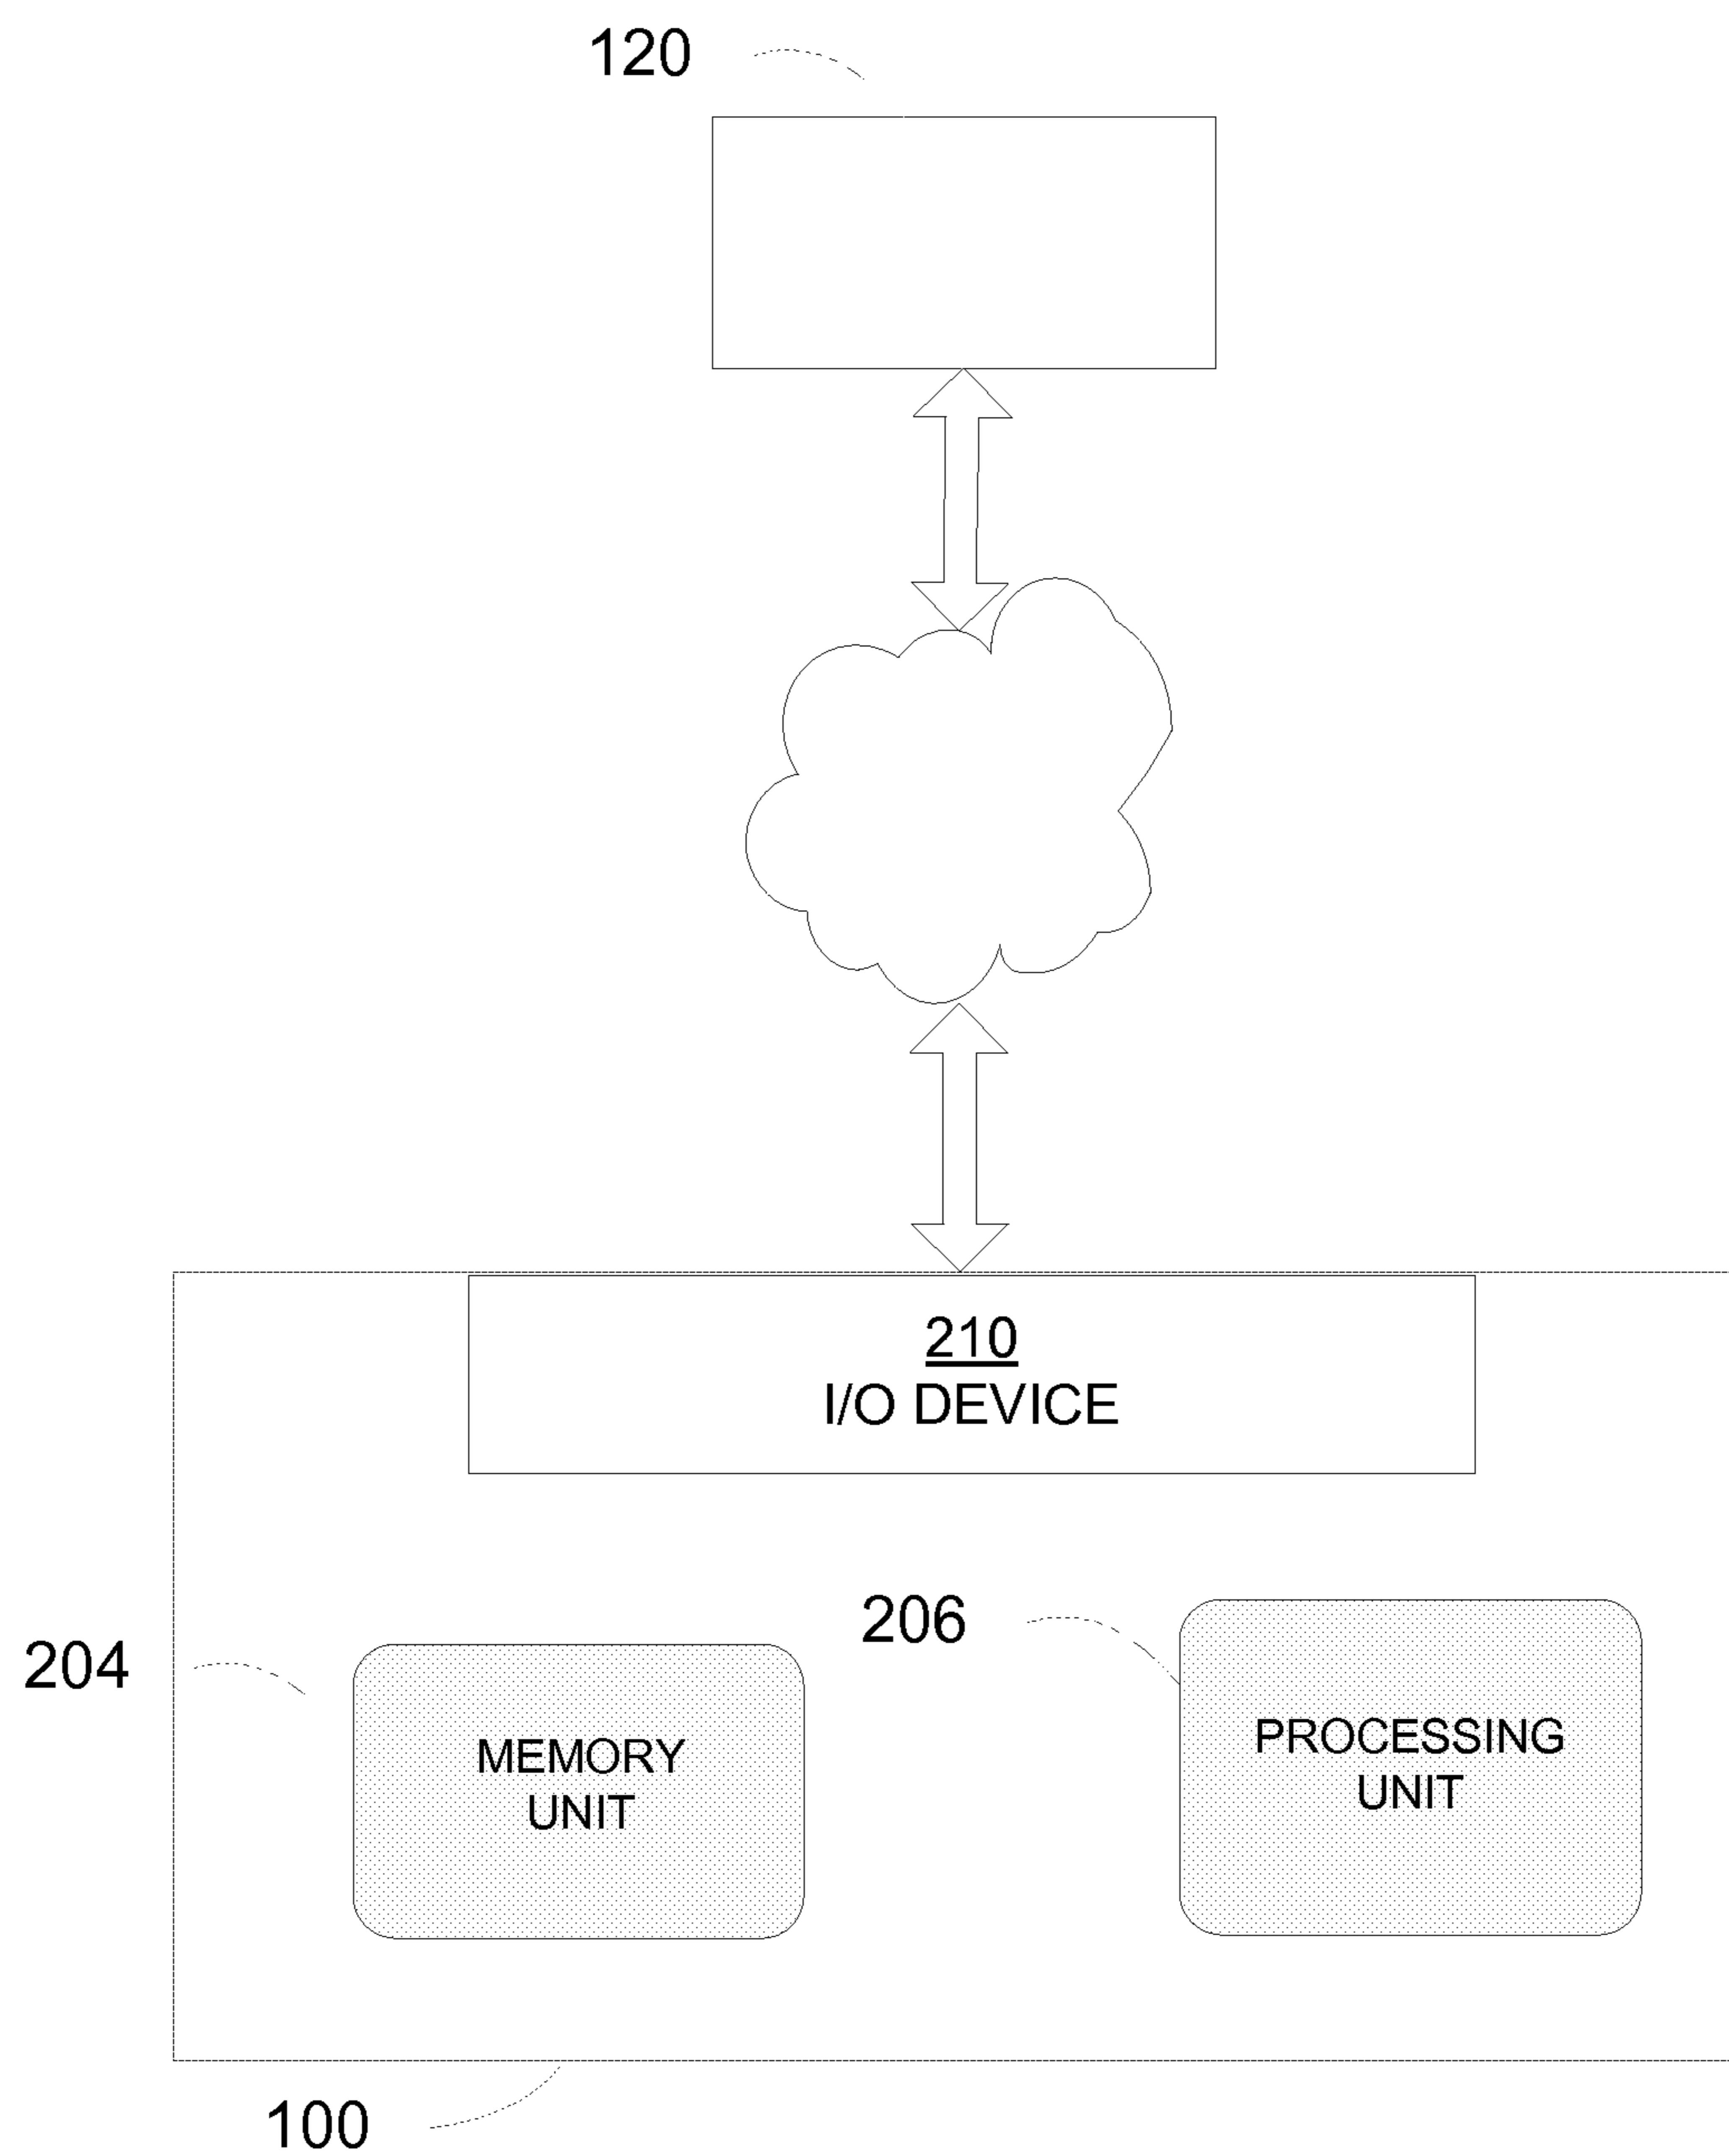 120
210
I/O DEVICE
206
204
PROCESSING
UNIT
MEMORY
UNIT
100